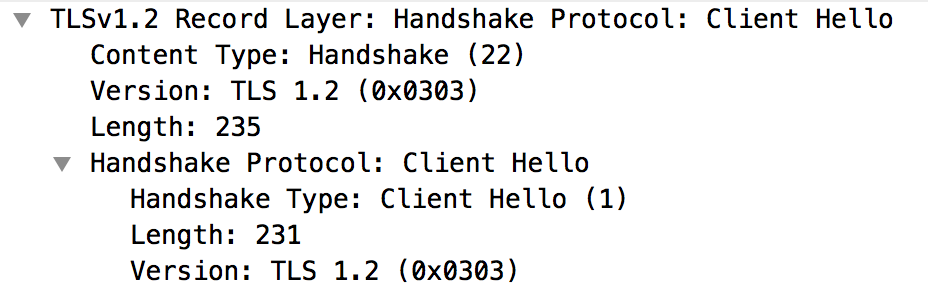 TLSv1.2 Record Layer: Handshake Protocol: Client Hello
Content Type: Handshake (22)
Version: TLS 1.2 (0x0303)
Length: 235
Handshake Protocol: Client Hello
Handshake Type: Client Hello (1)
Length: 231
Version: TLS 1.2 (0x0303)